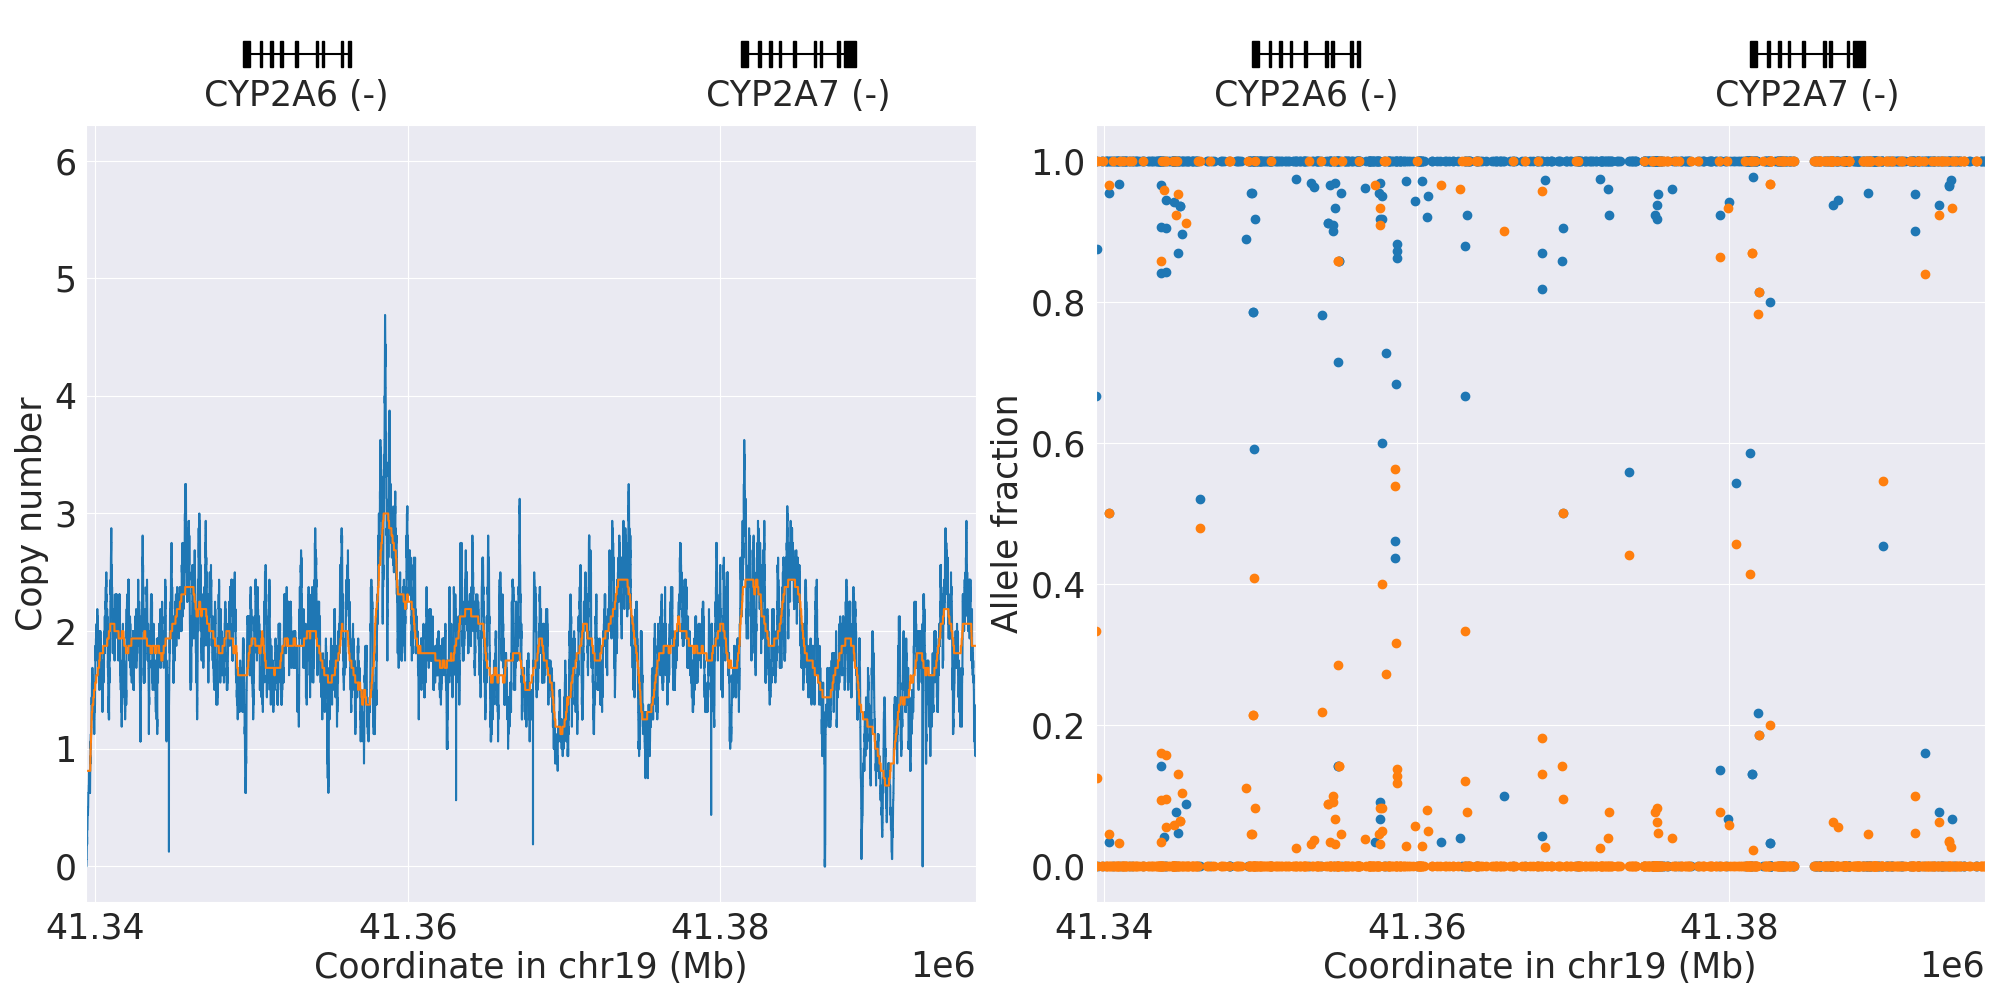 CYP2A6 (-)
CYP2A7 (-)
6
5
4
3
2
1
0
Copy number
41.34
41.36
41.38
Coordinate in chr19 (Mb)
1e6
CYP2A6 (-)
CYP2A7 (-)
1.0
0.8
0.6
0.4
0.2
0.0
Allele fraction
41.34
41.36
41.38
Coordinate in chr19 (Mb)
1e6